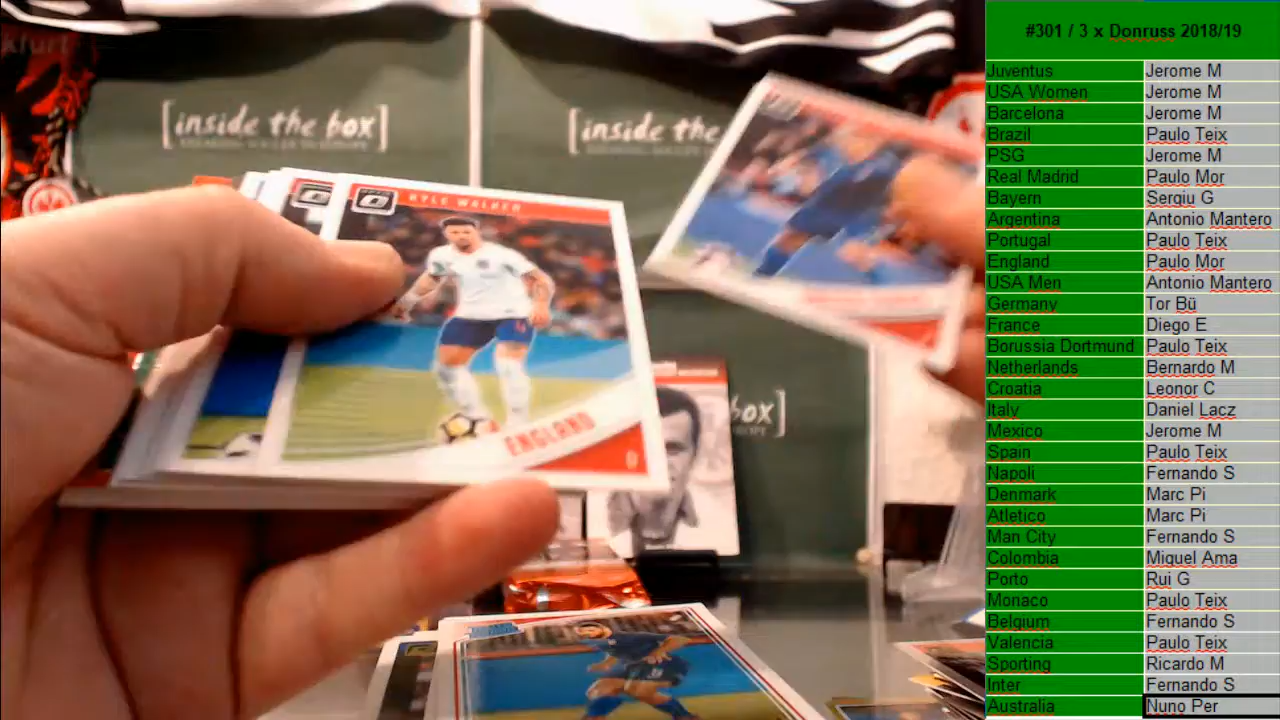 kfurt
[inside the box]
[inside the
KYLE WALKER
ENGLAND
box]
#301 / 3 x Donruss 2018/19
Juventus Jerome M
USA Women Jerome M
Barcelona Jerome M
Brazil Paulo Teix
PSG Jerome M
Real Madrid Paulo Mor
Bayern Sergiu G
Argentina Antonio Mantero
Portugal Paulo Teix
England Paulo Mor
USA Men Antonio Mantero
Germany Tor Bü
France Diego E
Borussia Dortmund Paulo Teix
Netherlands Bernardo M
Croatia Leonor C
Italy Daniel Lacz
Mexico Jerome M
Spain Paulo Teix
Napoli Fernando S
Denmark Marc Pi
Atletico Marc Pi
Man City Fernando S
Colombia Miguel Ama
Porto Rui G
Monaco Paulo Teix
Belgium Fernando S
Valencia Paulo Teix
Sporting Ricardo M
Inter Fernando S
Australia Nuno Per